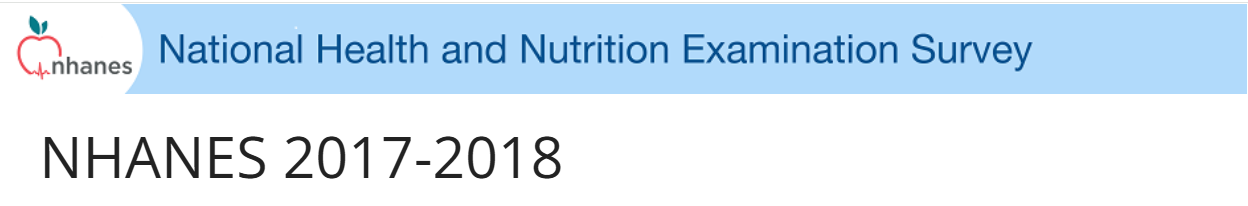 nhanes National Health and Nutrition Examination Survey
NHANES 2017-2018